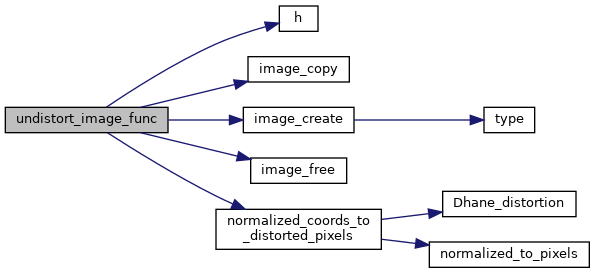 undistort_image_func
h
image_copy
image_create
type
image_free
normalized_coords_to
_distorted_pixels
Dhane_distortion
normalized_to_pixels